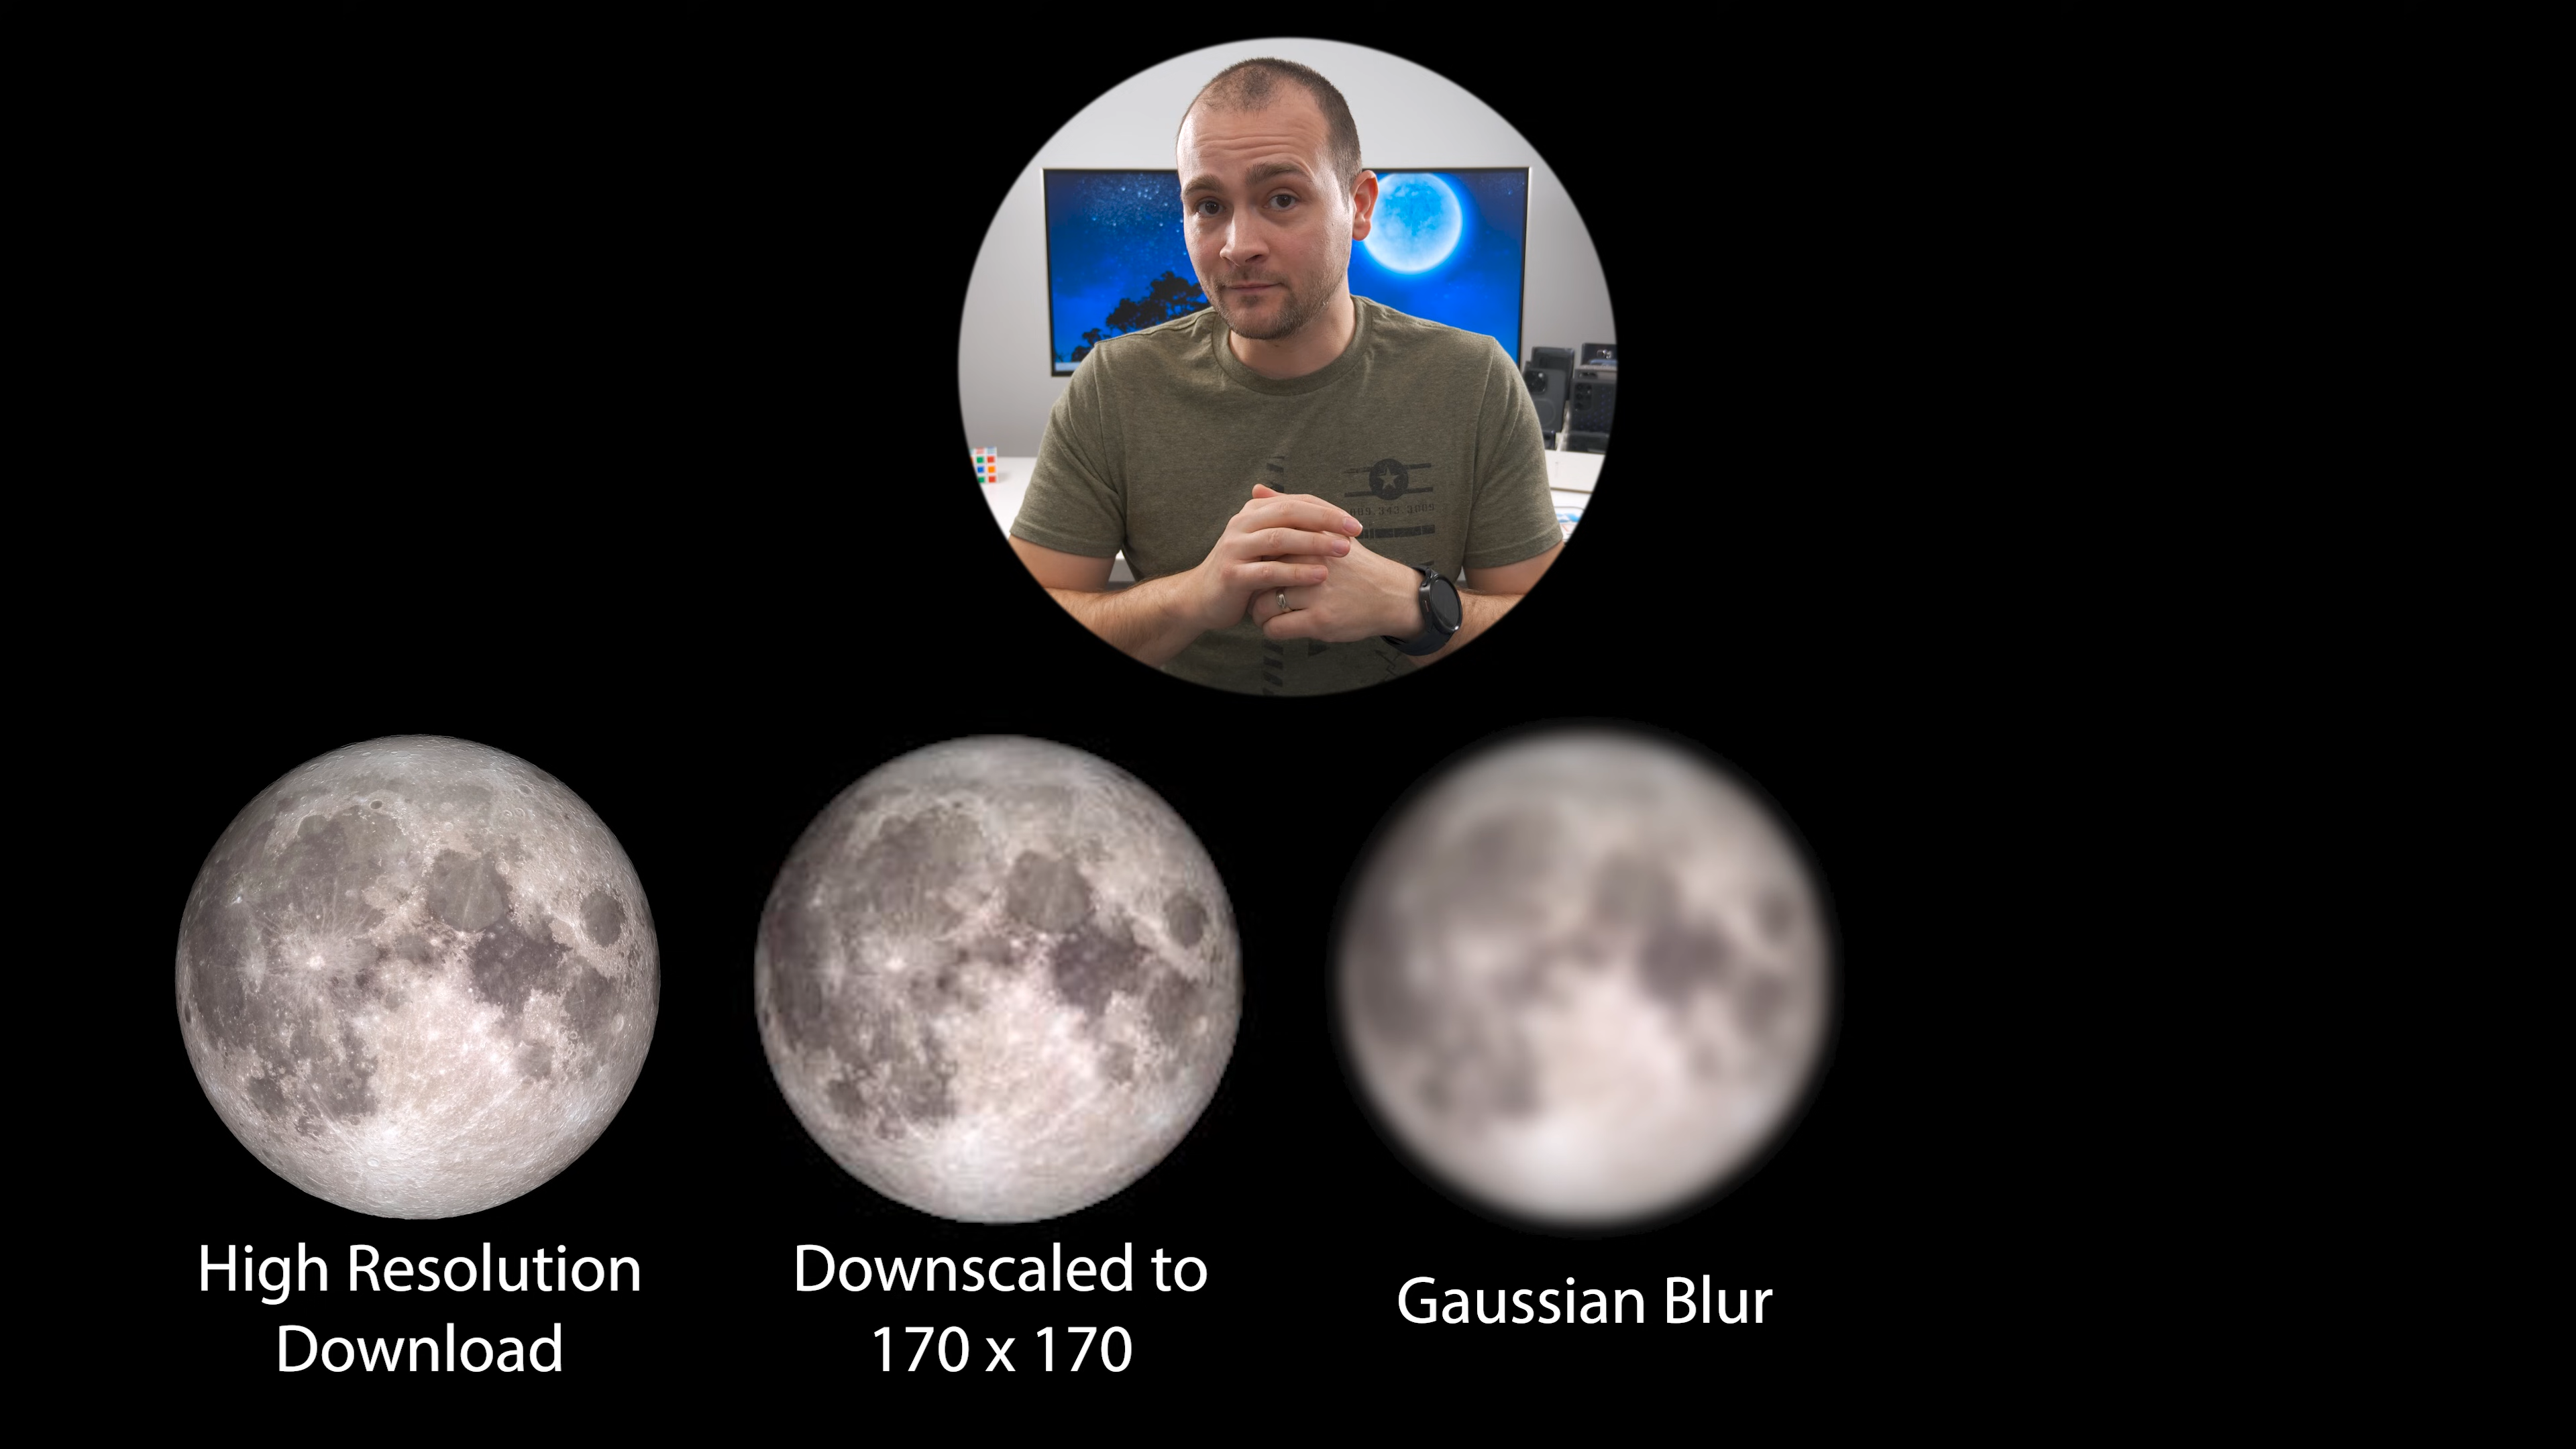 High Resolution
Download
Downscaled to
170 x 170
Gaussian Blur